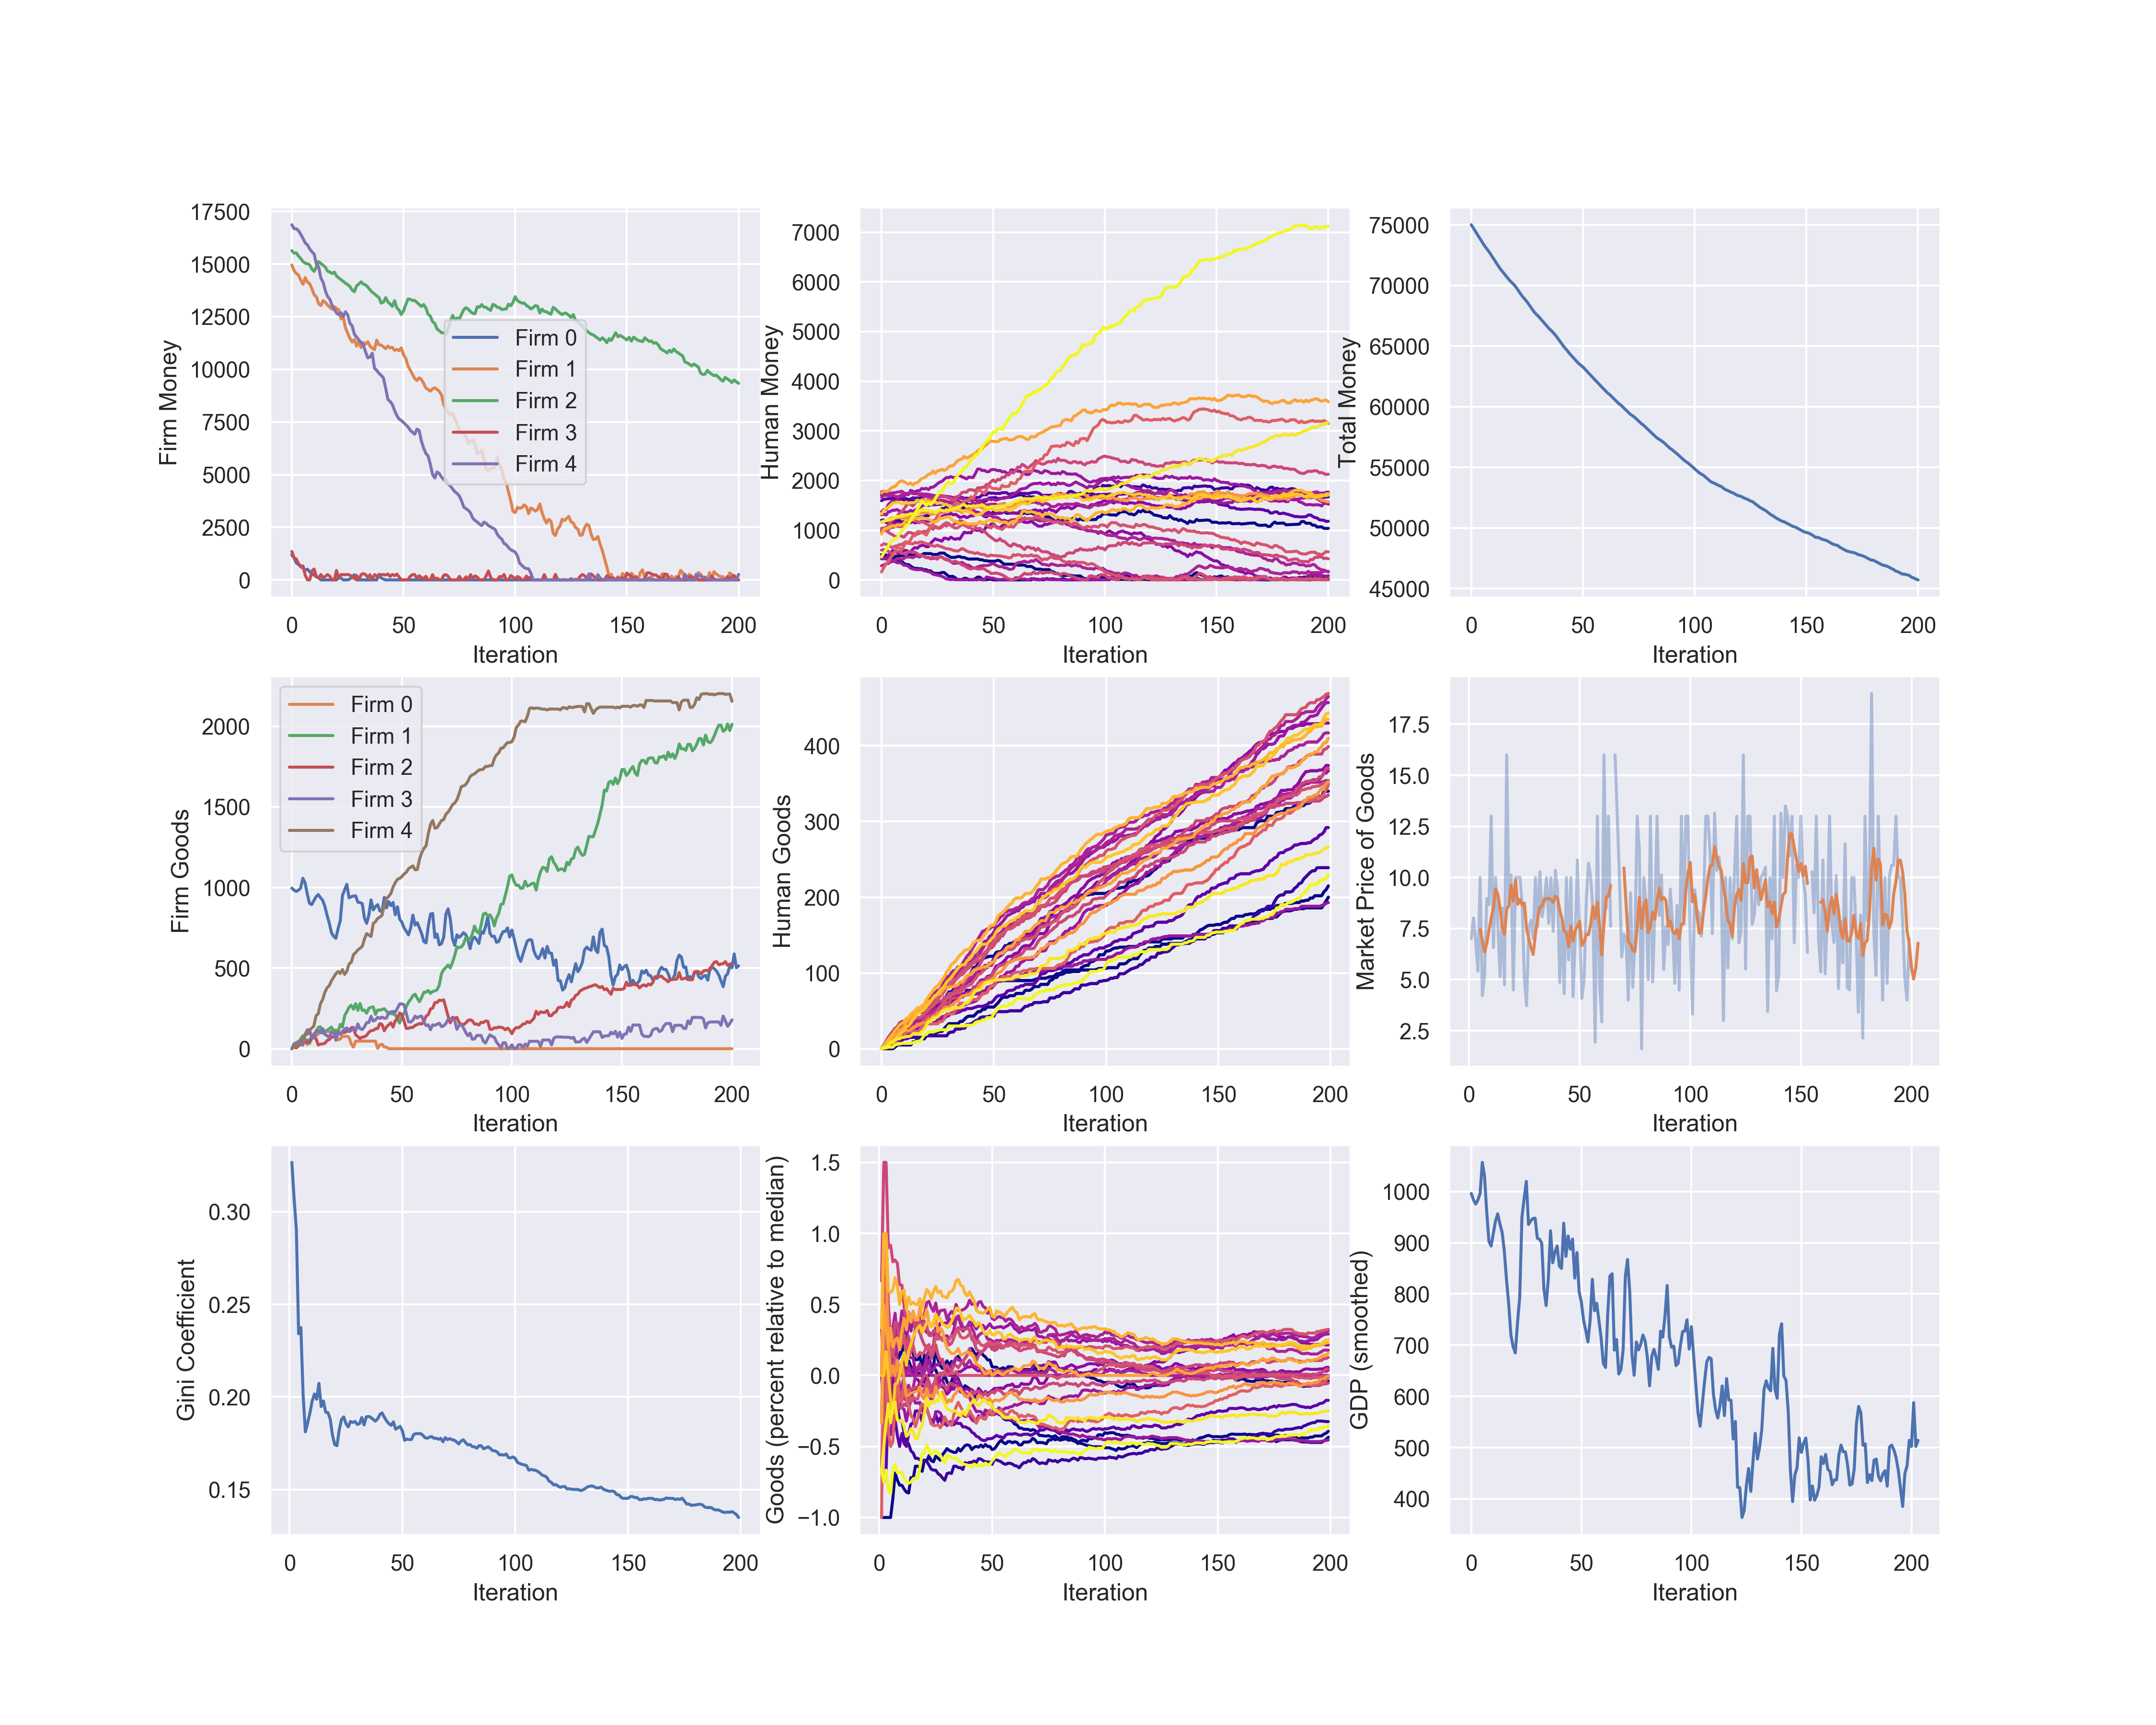 17500
15000
12500
10000
7500
5000
2500
0
Firm Money
Firm 0
Firm 1
Firm 2
Firm 3
Firm 4
0 50 100 150 200
Iteration
7000
6000
5000
4000
3000
2000
1000
0
Human Money
0 50 100 150 200
Iteration
75000
70000
65000
60000
55000
50000
45000
Total Money
0 50 100 150 200
Iteration
2000
1500
1000
500
0
Firm Goods
Firm 0
Firm 1
Firm 2
Firm 3
Firm 4
0 50 100 150 200
Iteration
400
300
200
100
0
Human Goods
0 50 100 150 200
Iteration
17.5
15.0
12.5
10.0
7.5
5.0
2.5
Market Price of Goods
0 50 100 150 200
Iteration
0.30
0.25
0.20
0.15
Gini Coefficient
0 50 100 150 200
Iteration
1.5
1.0
0.5
0.0
−0.5
−1.0
Goods (percent relative to median)
0 50 100 150 200
Iteration
1000
900
800
700
600
500
400
GDP (smoothed)
0 50 100 150 200
Iteration